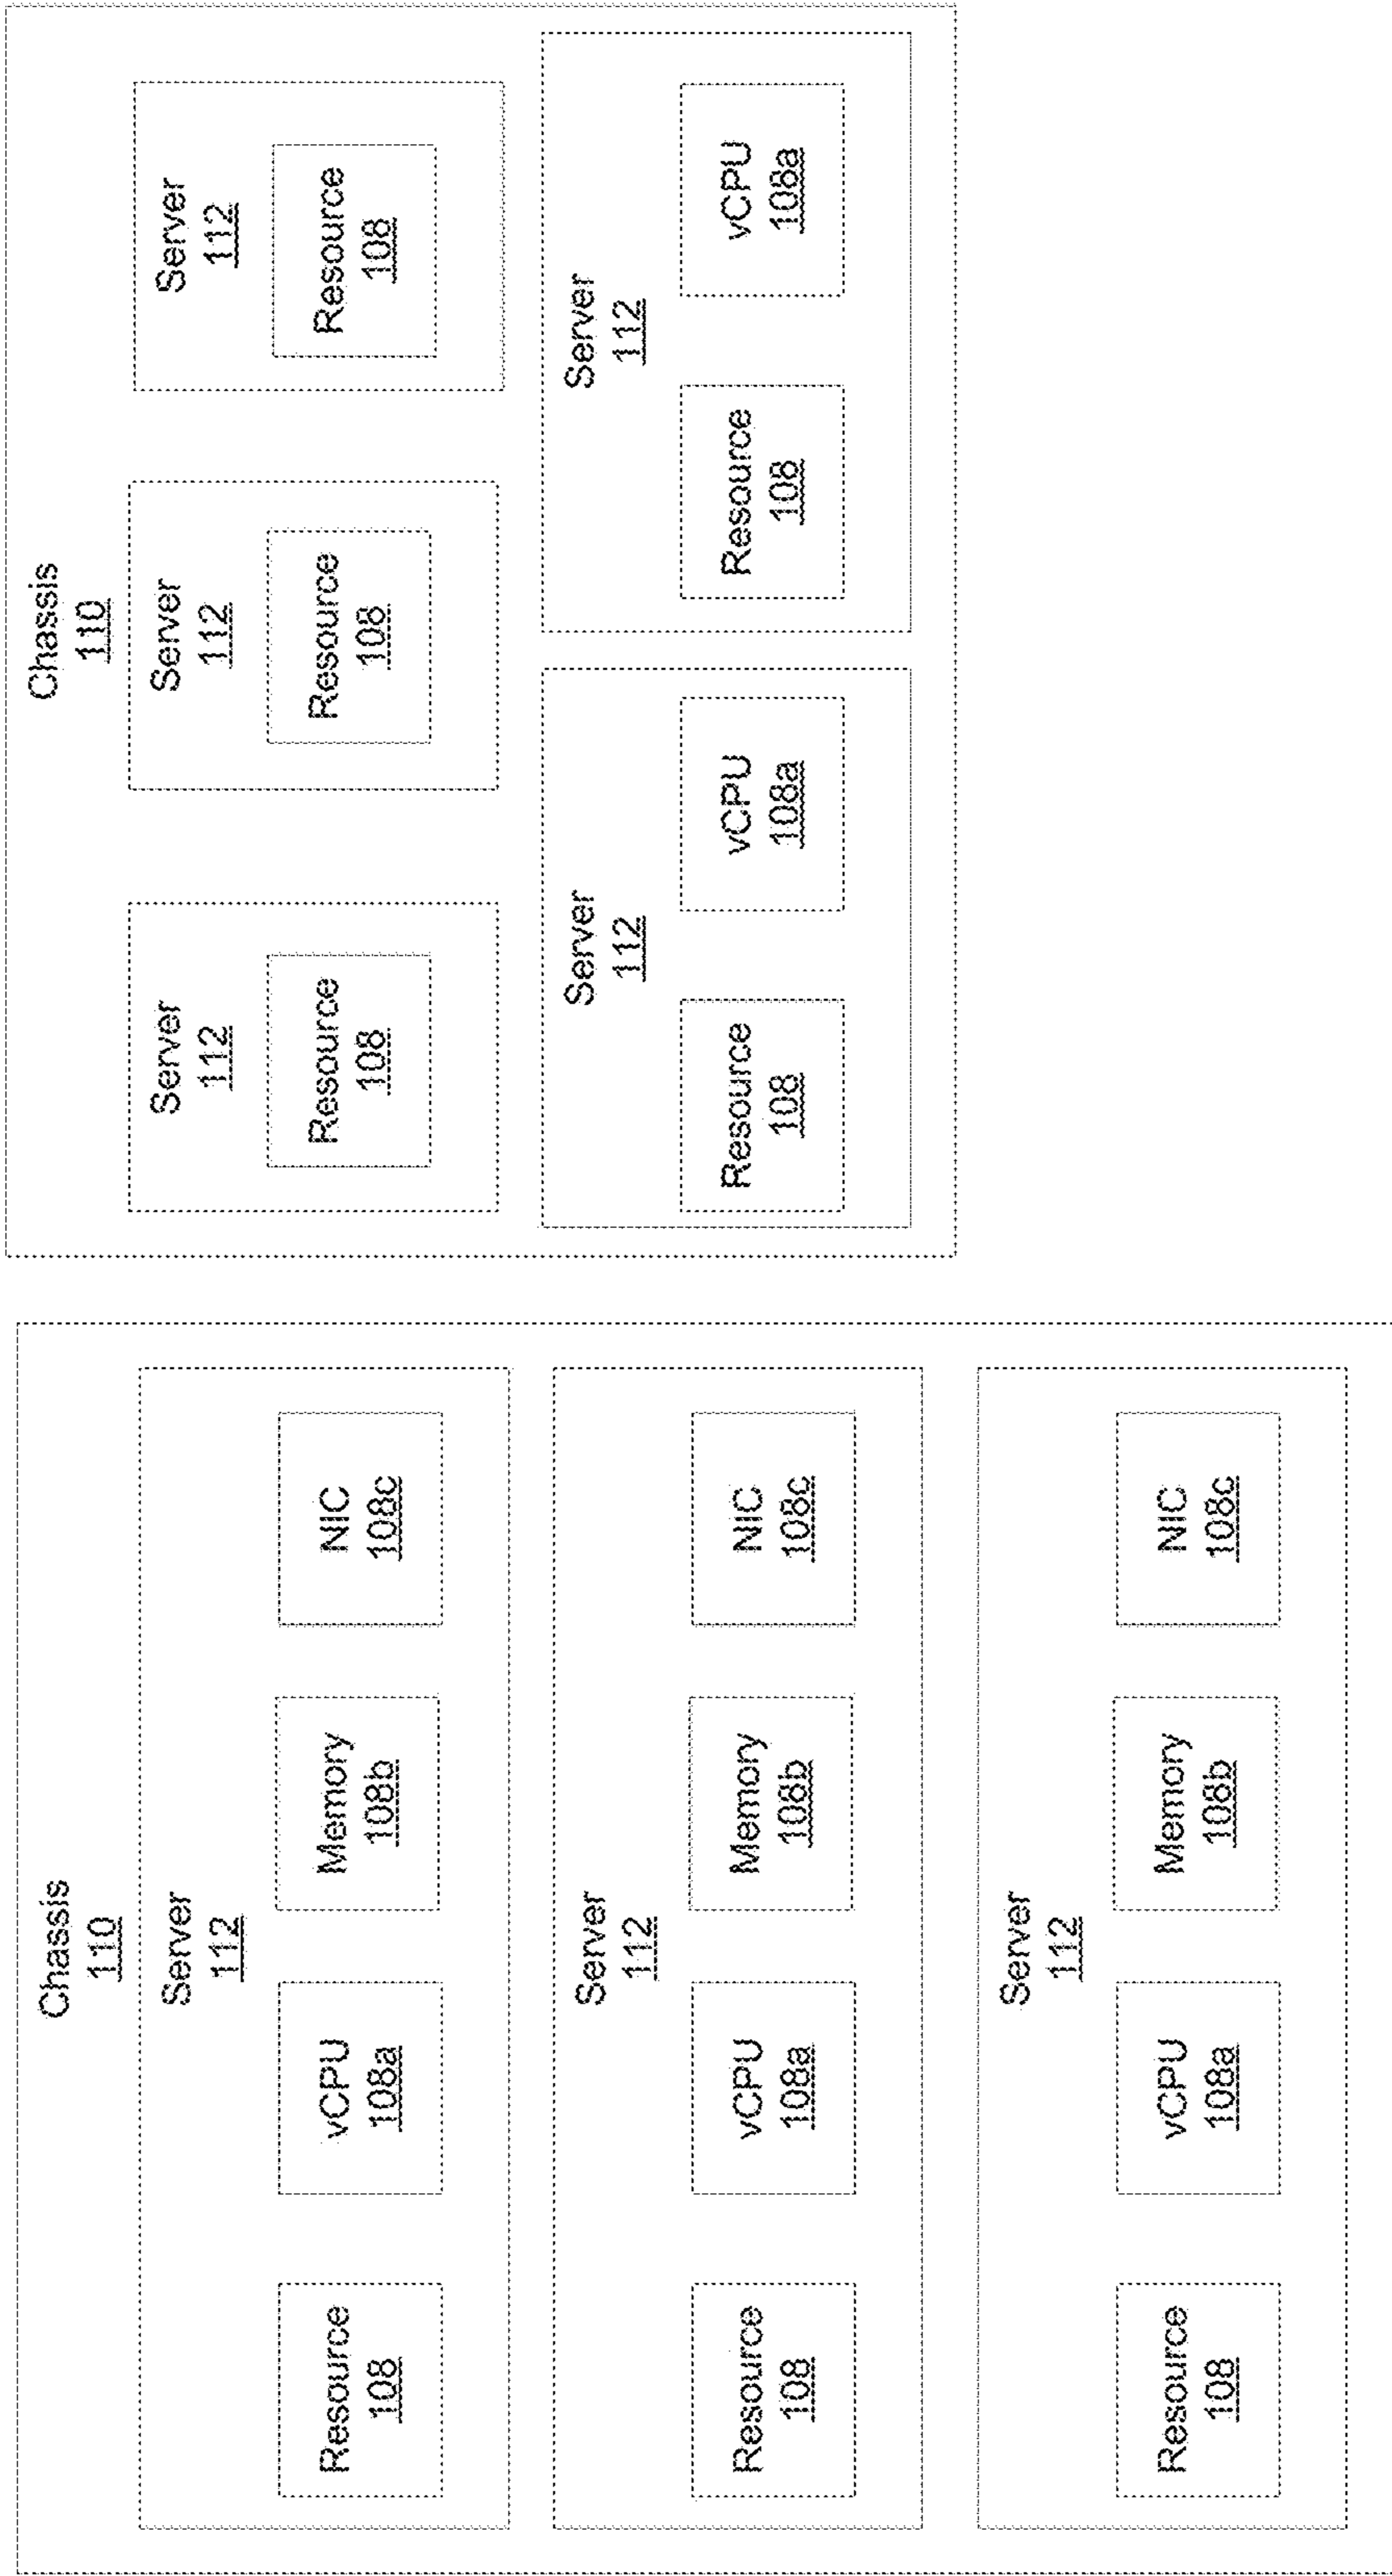 Chassis
110
Server
112
Resource
108
vCPU
108a
Memory
108b
NIC
108c
Server
112
Resource
108
vCPU
108a
Memory
108b
NIC
108c
Server
112
Resource
108
vCPU
108a
Memory
108b
NIC
108c
Chassis
110
Server
112
Resource
108
Server
112
Resource
108
Server
112
Resource
108
Server
112
Resource
108
vCPU
108a
Server
112
Resource
108
vCPU
108a